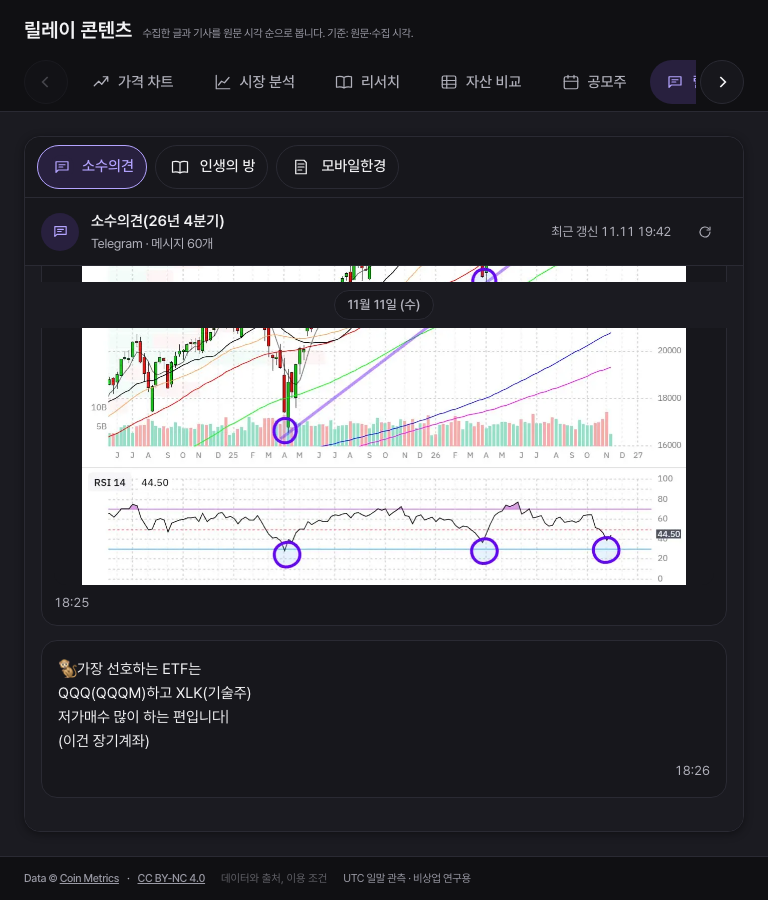 릴레이 콘텐츠 수집한 글과 기사를 원문 시각 순으로 봅니다. 기준: 원문·수집 시각.
가격 차트 시장 분석 리서치 자산 비교 공모주
소수의견 인생의 방 모바일한경
소수의견(26년 4분기)
Telegram · 메시지 60개
최근 갱신 11.11 19:42
11월 11일 (수)
20000
18000
10B
5B
16000
J J A S O N D 25 F M A M J J A S O N D 26 F M A M J J A S O N D 27
RSI 14 44.50
100
80
60
44.50
40
20
0
18:25
🐒가장 선호하는 ETF는
QQQ(QQQM)하고 XLK(기술주)
저가매수 많이 하는 편입니다
(이건 장기계좌)
18:26
Data © Coin Metrics · CC BY-NC 4.0 데이터와 출처, 이용 조건 UTC 일말 관측 · 비상업 연구용